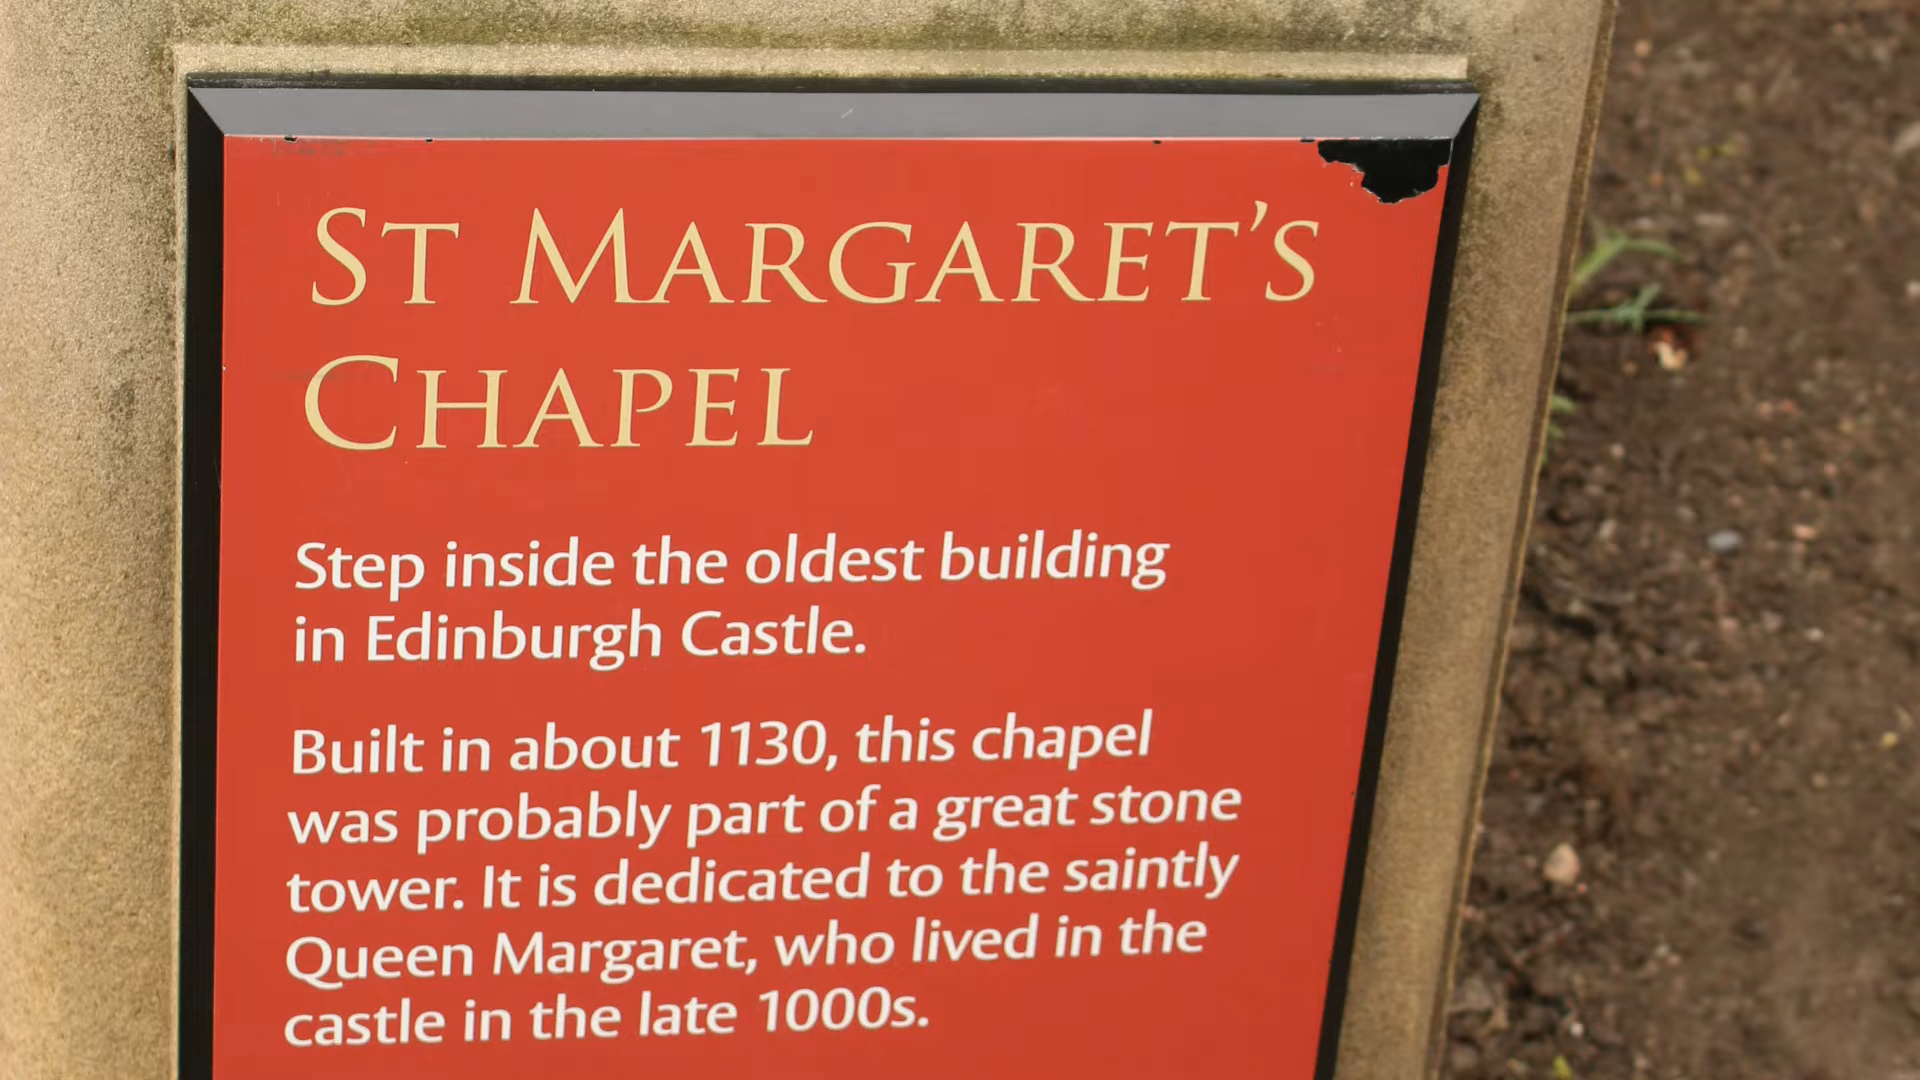 ST MARGARET'S
CHAPEL
Step inside the oldest building
in Edinburgh Castle.
Built in about 1130, this chapel
was probably part of a great stone
tower. It is dedicated to the saintly
Queen Margaret, who lived in the
castle in the late 1000s.